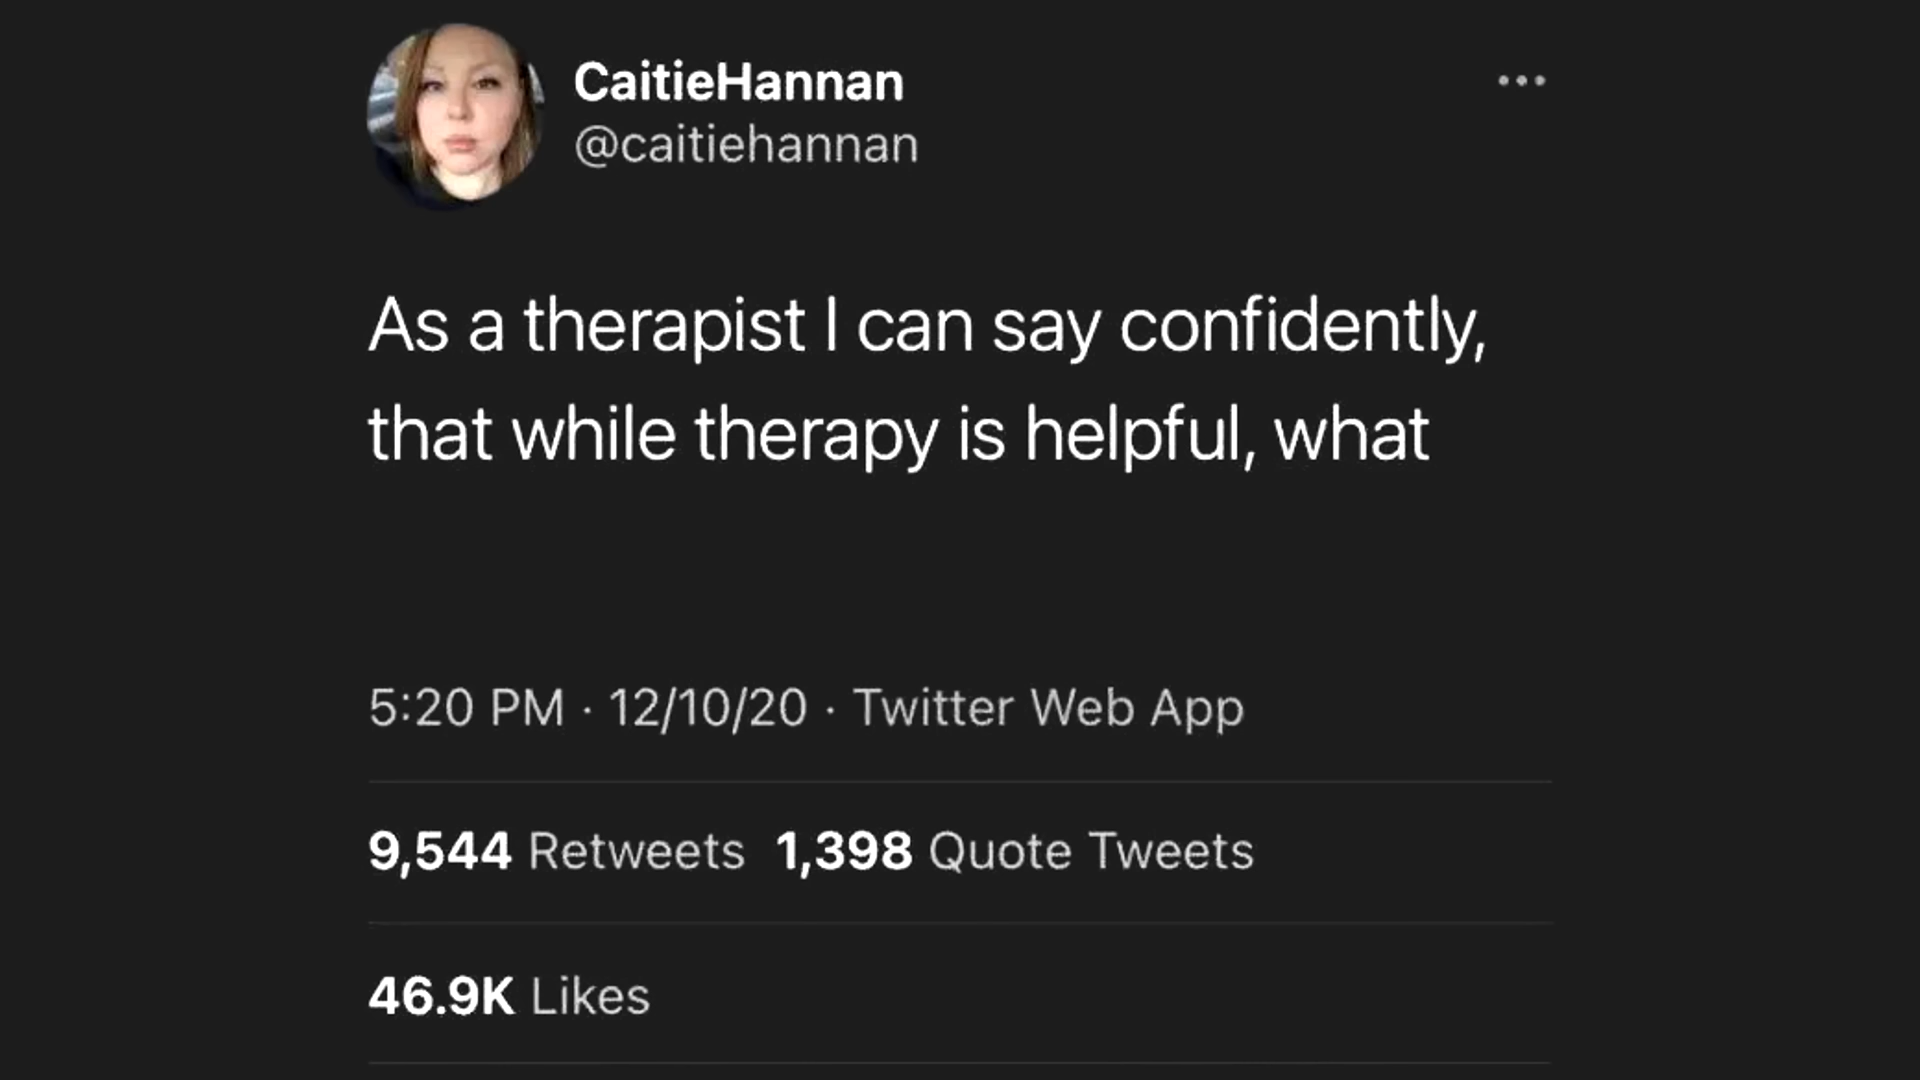 CaitieHannan
@caitiehannan
As a therapist I can say confidently,
that while therapy is helpful, what
5:20 PM · 12/10/20 · Twitter Web App
9,544 Retweets 1,398 Quote Tweets
46.9K Likes